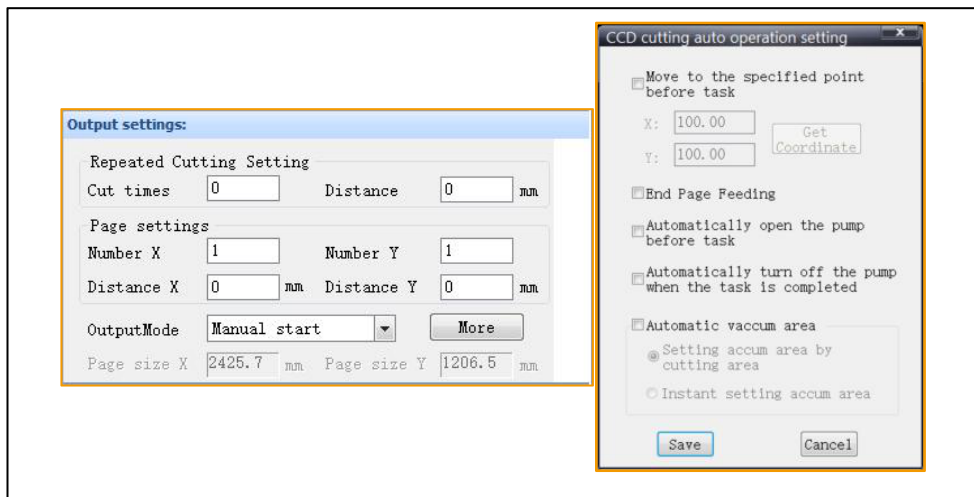 Output settings:
Repeated Cutting Setting
Cut times 0 Distance 0 mm
Page settings
Number X 1 Number Y 1
Distance X 0 mm Distance Y 0 mm
OutputMode Manual start More
Page size X 2425.7 mm Page size Y 1206.5 mm
CCD cutting auto operation setting
Move to the specified point
before task
X: 100.00
Y: 100.00
Get
Coordinate
End Page Feeding
Automatically open the pump
before task
Automatically turn off the pump
when the task is completed
Automatic vaccum area
Setting accum area by
cutting area
Instant setting accum area
Save Cancel